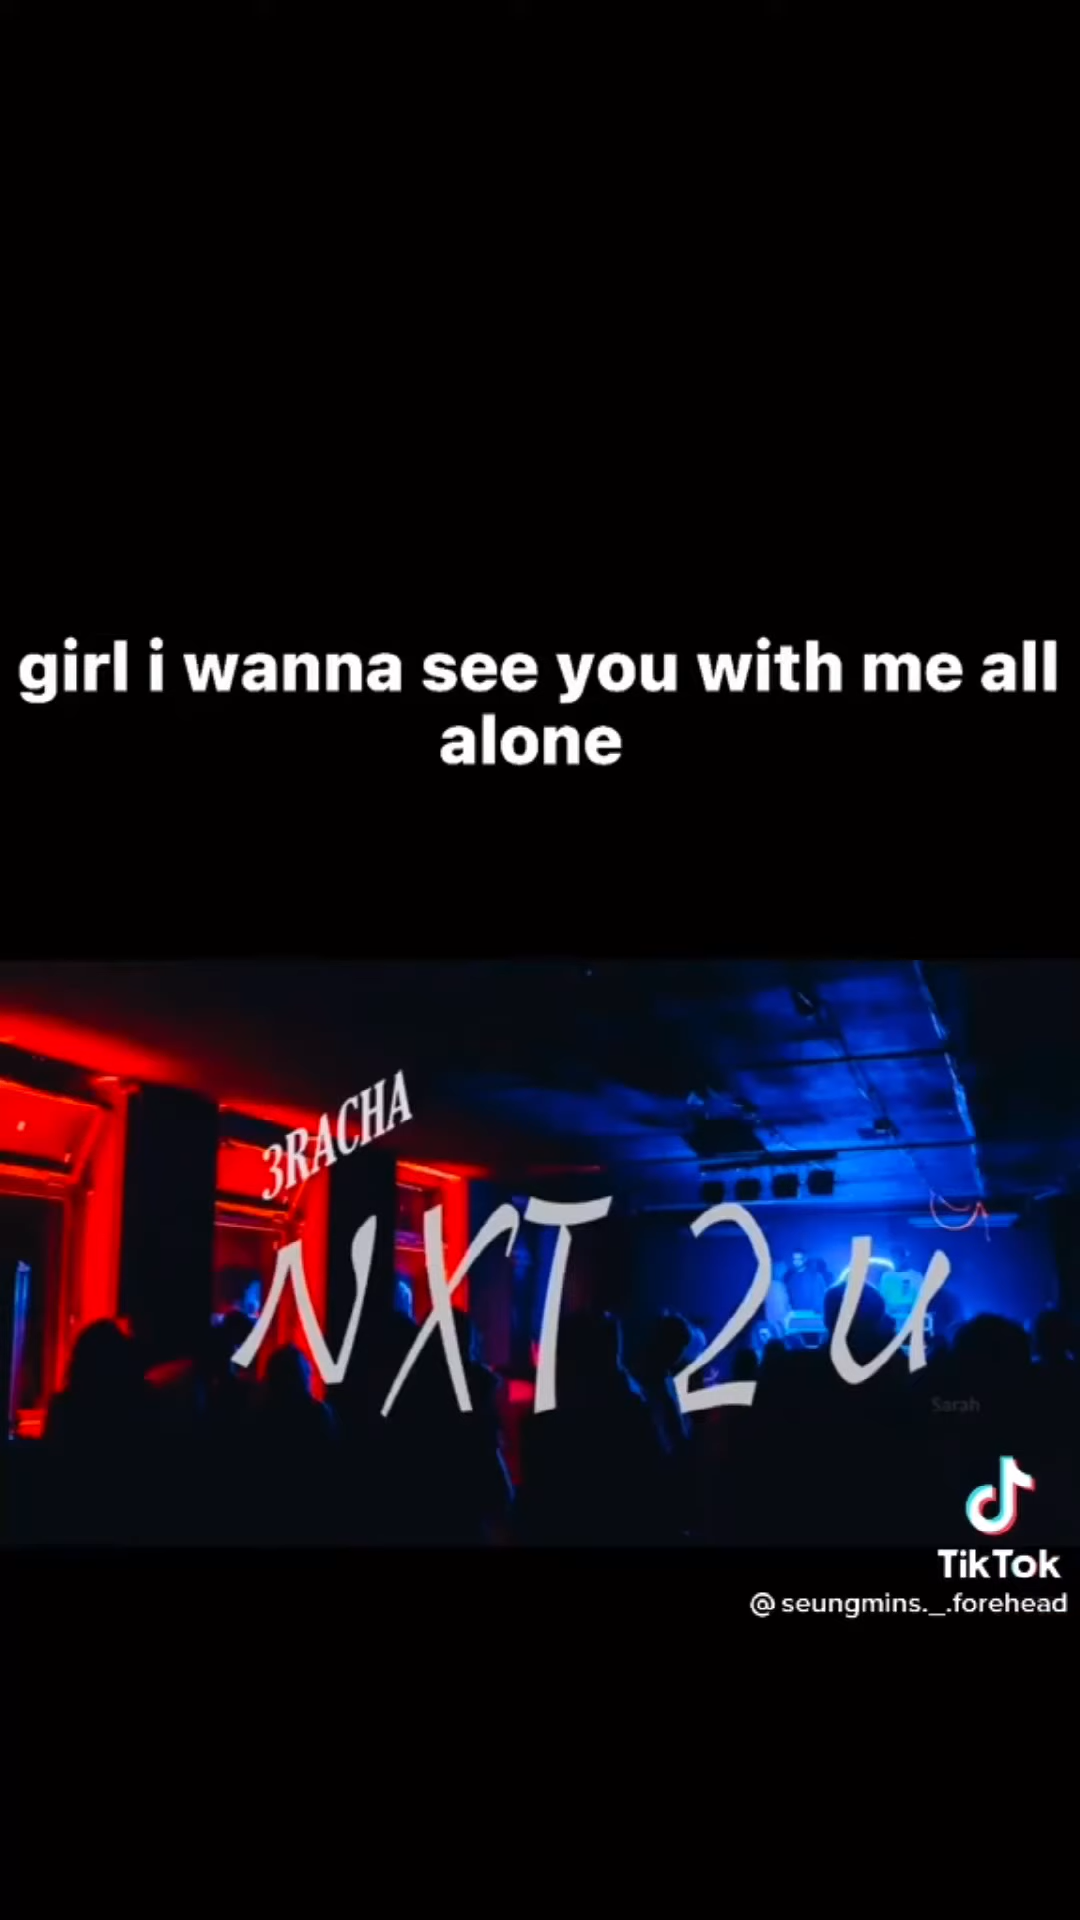 girl i wanna see you with me all
alone
3RACHA
NXT 2 u
Sarah
TikTok
@ seungmins._.forehead